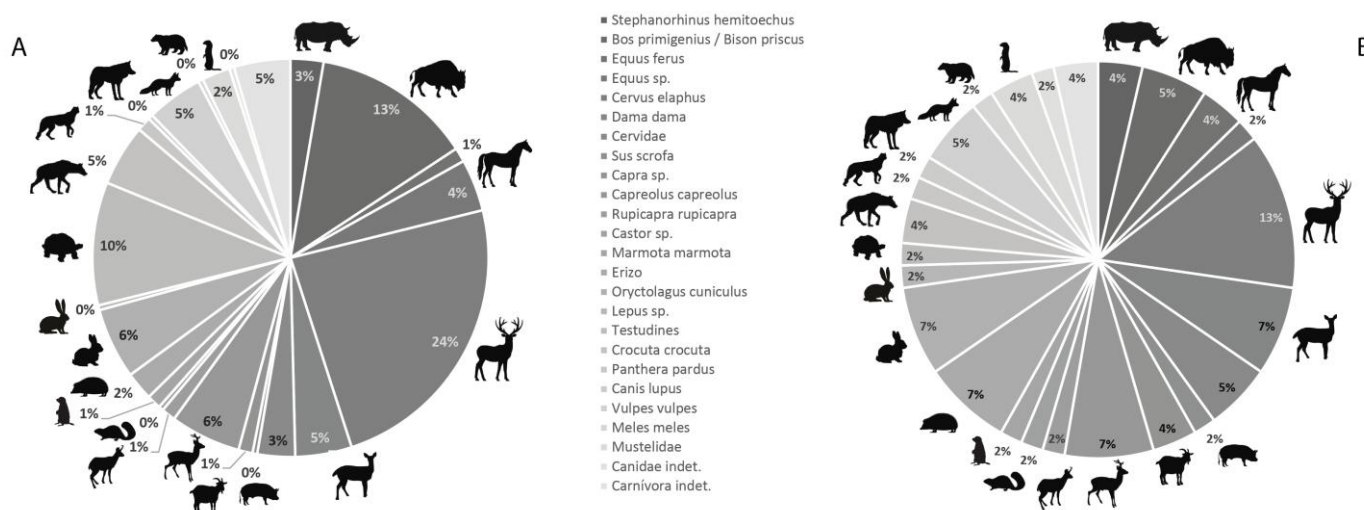 A
3%
13%
1%
4%
24%
5%
3%
0%
1%
6%
1%
0%
1%
2%
6%
0%
10%
5%
1%
0%
5%
0%
2%
0%
5%
Stephanorhinus hemitoechus
Bos primigenius / Bison priscus
Equus ferus
Equus sp.
Cervus elaphus
Dama dama
Cervidae
Sus scrofa
Capra sp.
Capreolus capreolus
Rupicapra rupicapra
Castor sp.
Marmota marmota
Erizo
Oryctolagus cuniculus
Lepus sp.
Testudines
Crocuta crocuta
Panthera pardus
Canis lupus
Vulpes vulpes
Meles meles
Mustelidae
Canidae indet.
Carnivora indet.
4%
5%
4%
2%
13%
7%
5%
2%
4%
7%
2%
2%
2%
7%
7%
2%
2%
4%
2%
2%
5%
2%
4%
2%
4%